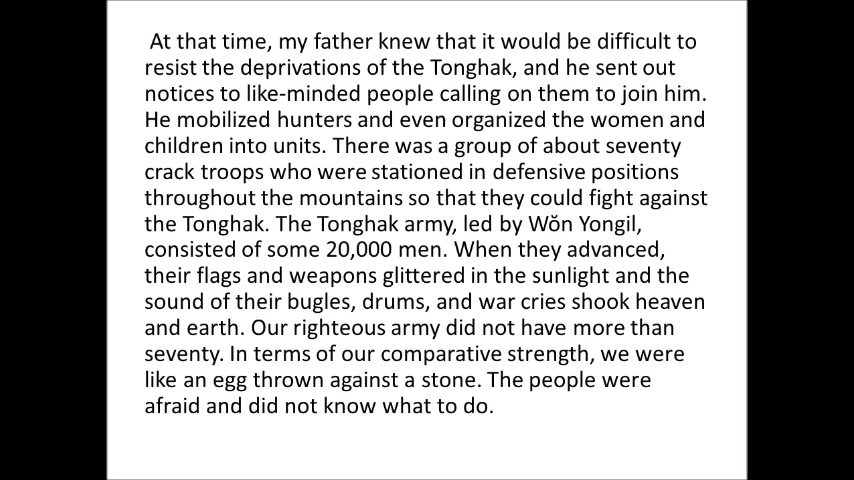 At that time, my father knew that it would be difficult to
resist the deprivations of the Tonghak, and he sent out
notices to like-minded people calling on them to join him.
He mobilized hunters and even organized the women and
children into units. There was a group of about seventy
crack troops who were stationed in defensive positions
throughout the mountains so that they could fight against
the Tonghak. The Tonghak army, led by Wŏn Yongil,
consisted of some 20,000 men. When they advanced,
their flags and weapons glittered in the sunlight and the
sound of their bugles, drums, and war cries shook heaven
and earth. Our righteous army did not have more than
seventy. In terms of our comparative strength, we were
like an egg thrown against a stone. The people were
afraid and did not know what to do.